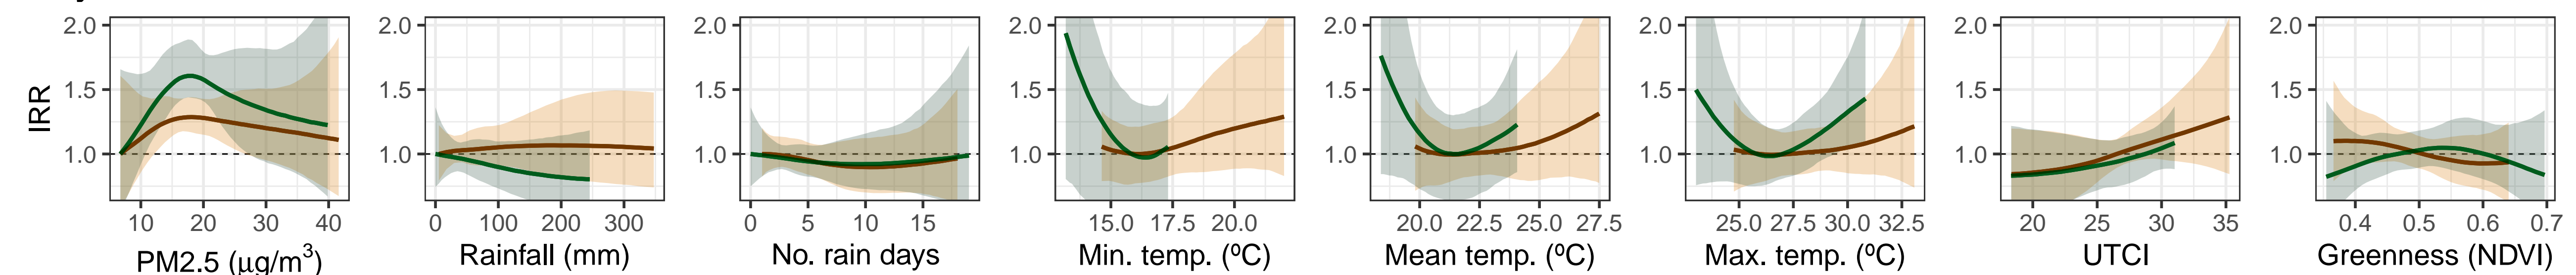 IRR
2.0
1.5
1.0
10 20 30 40
PM2.5 (μg/m³)
2.0
1.5
1.0
0 100 200 300
Rainfall (mm)
2.0
1.5
1.0
0 5 10 15
No. rain days
2.0
1.5
1.0
15.0 17.5 20.0
Min. temp. (ºC)
2.0
1.5
1.0
20.0 22.5 25.0 27.5
Mean temp. (ºC)
2.0
1.5
1.0
25.0 27.5 30.0 32.5
Max. temp. (ºC)
2.0
1.5
1.0
20 25 30 35
UTCI
2.0
1.5
1.0
0.4 0.5 0.6 0.7
Greenness (NDVI)